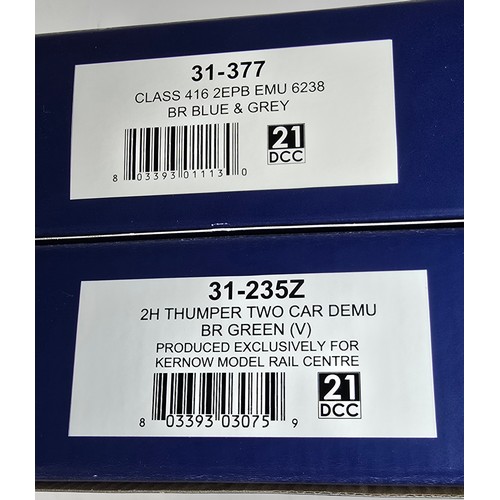 31-377
CLASS 416 2EPB EMU 6238
BR BLUE & GREY
21
DCC
8 03393 01113 0
31-235Z
2H THUMPER TWO CAR DEMU
BR GREEN (V)
PRODUCED EXCLUSIVELY FOR
KERNOW MODEL RAIL CENTRE
21
DCC
8 03393 03075 9